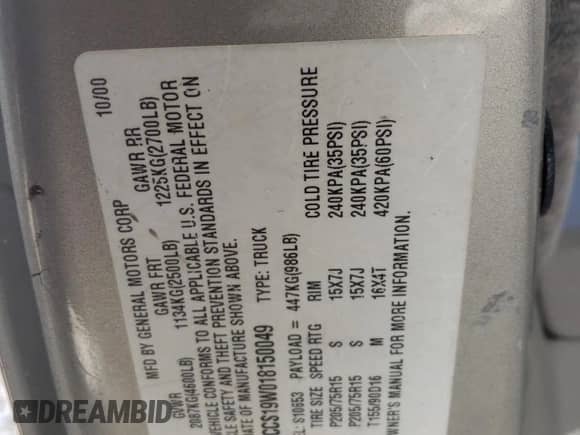 MFD BY GENERAL MOTORS CORP 10/00
GVWR GAWR FRT GAWR RR
2087KG(4600LB) 1134KG(2500LB) 1225KG(2700LB)
VEHICLE CONFORMS TO ALL APPLICABLE U.S. FEDERAL MOTOR
SAFETY AND THEFT PREVENTION STANDARDS IN EFFECT ON
DATE OF MANUFACTURE SHOWN ABOVE.
CCS19W018150049 TYPE: TRUCK
S10653 PAYLOAD = 447KG(986LB)
TIRE SIZE SPEED RTG RIM COLD TIRE PRESSURE
P205/75R15 S 15X7J 240KPA(35PSI)
P205/75R15 S 15X7J 240KPA(35PSI)
T155/90D16 M 16X4T 420KPA(60PSI)
OWNER'S MANUAL FOR MORE INFORMATION.
DREAMBID